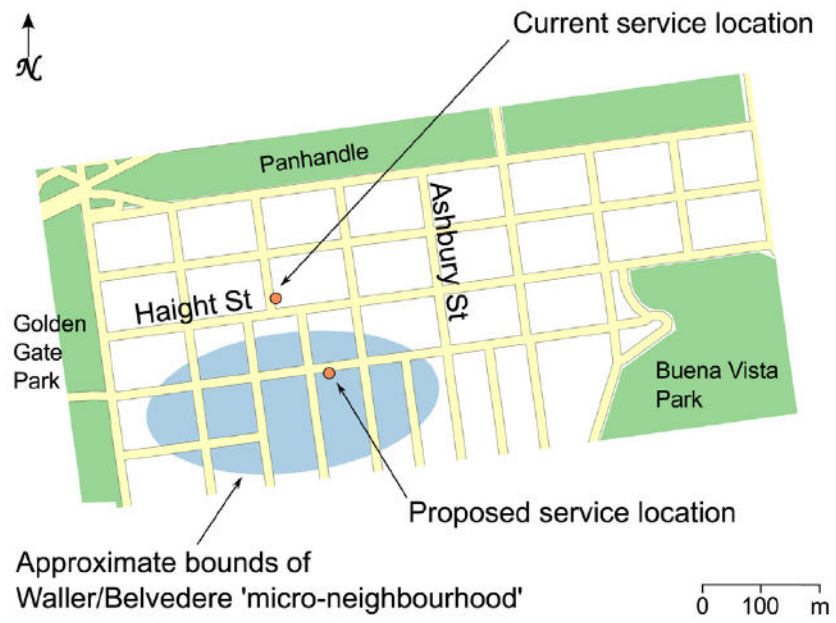 N
Current service location
Panhandle
Ashbury St
Haight St
Golden
Gate
Park
Buena Vista
Park
Proposed service location
Approximate bounds of
Waller/Belvedere 'micro-neighbourhood'
0 100 m